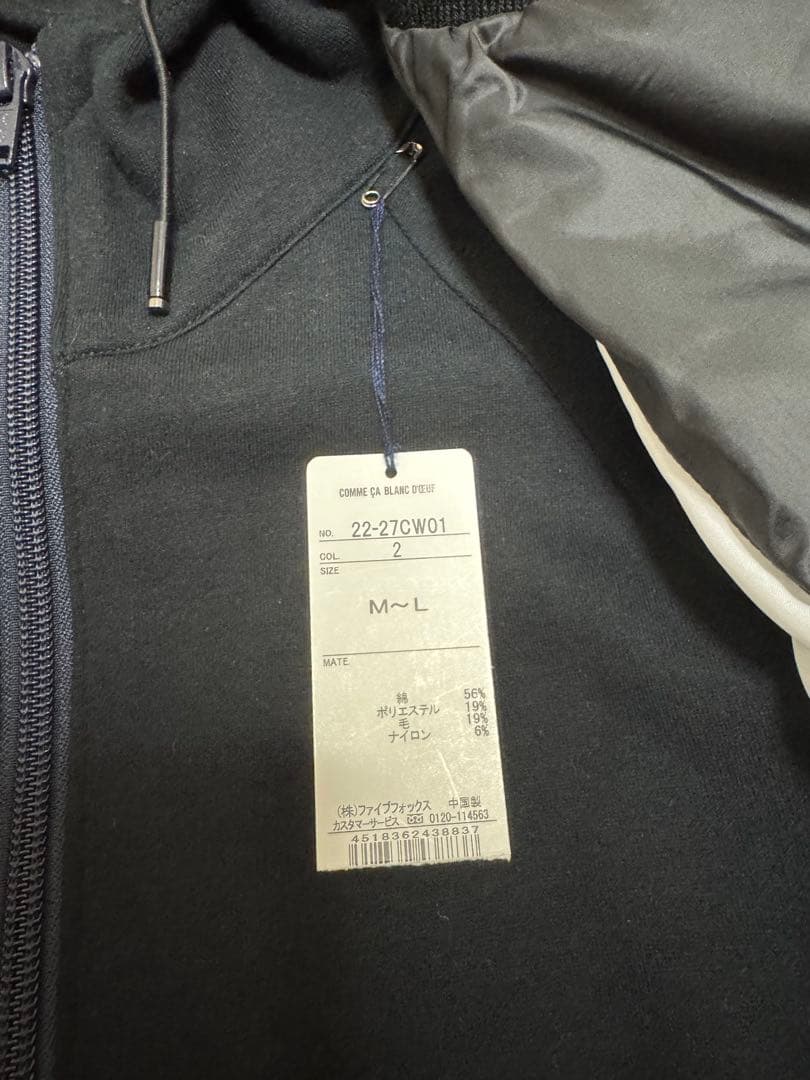 COMME ÇA BLANC D'ŒUF
NO. 22-27CW01
COL. 2
SIZE
M～L
MATE.
綿 56%
ポリエステル 19%
毛 19%
ナイロン 6%
(株)ファイブフォックス 中国製
カスタマーサービス 0120-114563
4518362438837